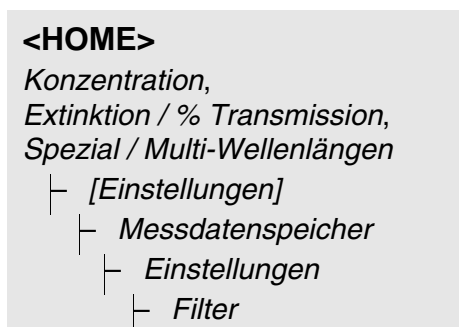 <HOME>
Konzentration,
Extinktion / % Transmission,
Spezial / Multi-Wellenlängen
[Einstellungen]
Messdatenspeicher
Einstellungen
Filter